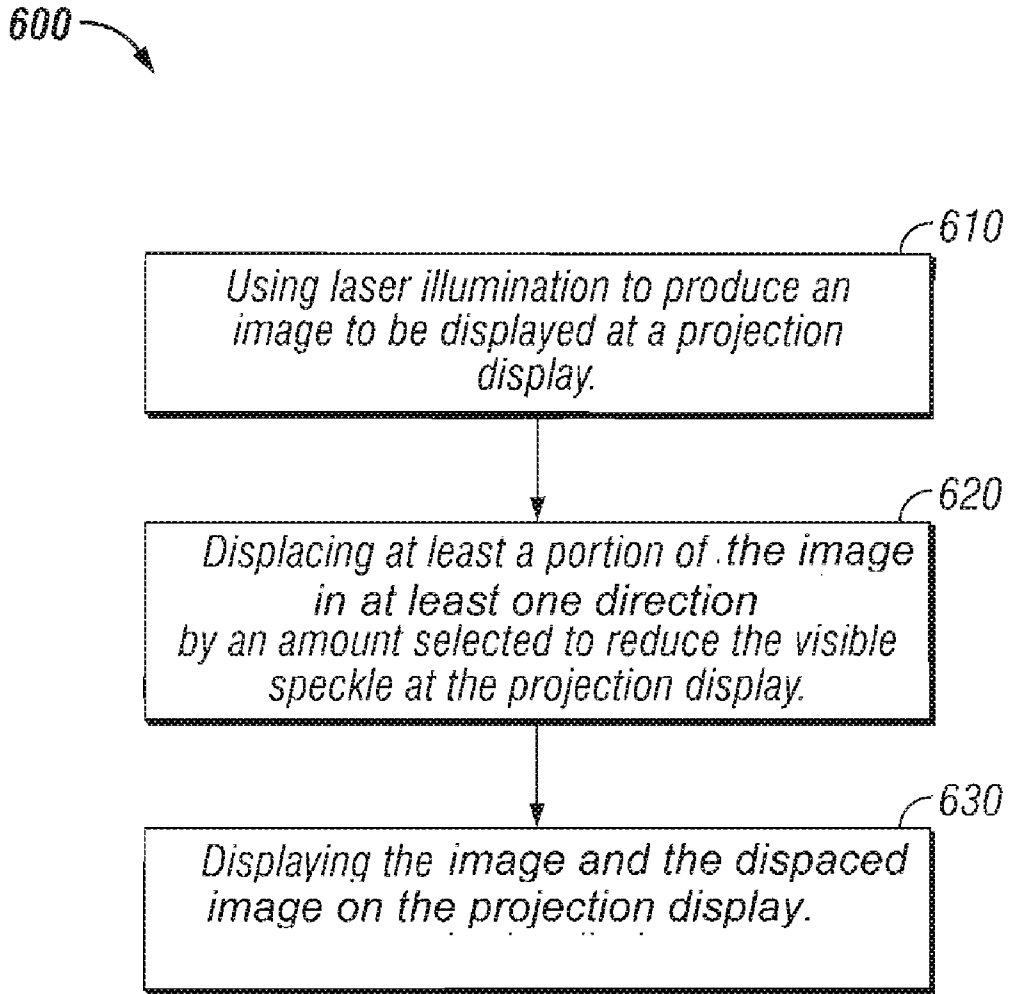 600
610
Using laser illumination to produce an
image to be displayed at a projection
display.
620
Displacing at least a portion of the image
in at least one direction
by an amount selected to reduce the visible
speckle at the projection display.
630
Displaying the image and the dispaced
image on the projection display.